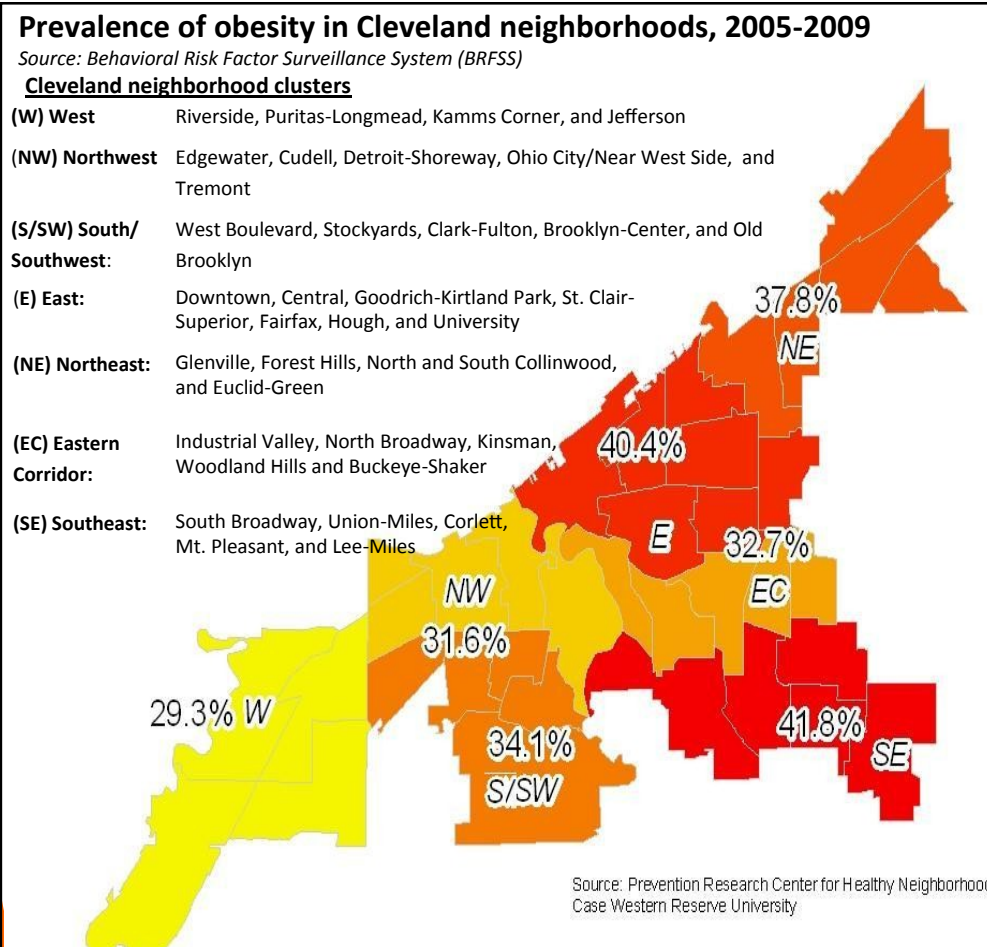 Prevalence of obesity in Cleveland neighborhoods, 2005-2009
Source: Behavioral Risk Factor Surveillance System (BRFSS)
Cleveland neighborhood clusters
(W) West Riverside, Puritas-Longmead, Kamms Corner, and Jefferson
(NW) Northwest Edgewater, Cudell, Detroit-Shoreway, Ohio City/Near West Side, and
Tremont
(S/SW) South/ West Boulevard, Stockyards, Clark-Fulton, Brooklyn-Center, and Old
Southwest: Brooklyn
(E) East: Downtown, Central, Goodrich-Kirtland Park, St. Clair-
Superior, Fairfax, Hough, and University
(NE) Northeast: Glenville, Forest Hills, North and South Collinwood,
and Euclid-Green
(EC) Eastern Industrial Valley, North Broadway, Kinsman,
Corridor: Woodland Hills and Buckeye-Shaker
(SE) Southeast: South Broadway, Union-Miles, Corlett,
Mt. Pleasant, and Lee-Miles
37.8%
NE
40.4%
E
32.7%
EC
NW
31.6%
29.3% W
34.1%
S/SW
41.8%
SE
Source: Prevention Research Center for Healthy Neighborhood
Case Western Reserve University